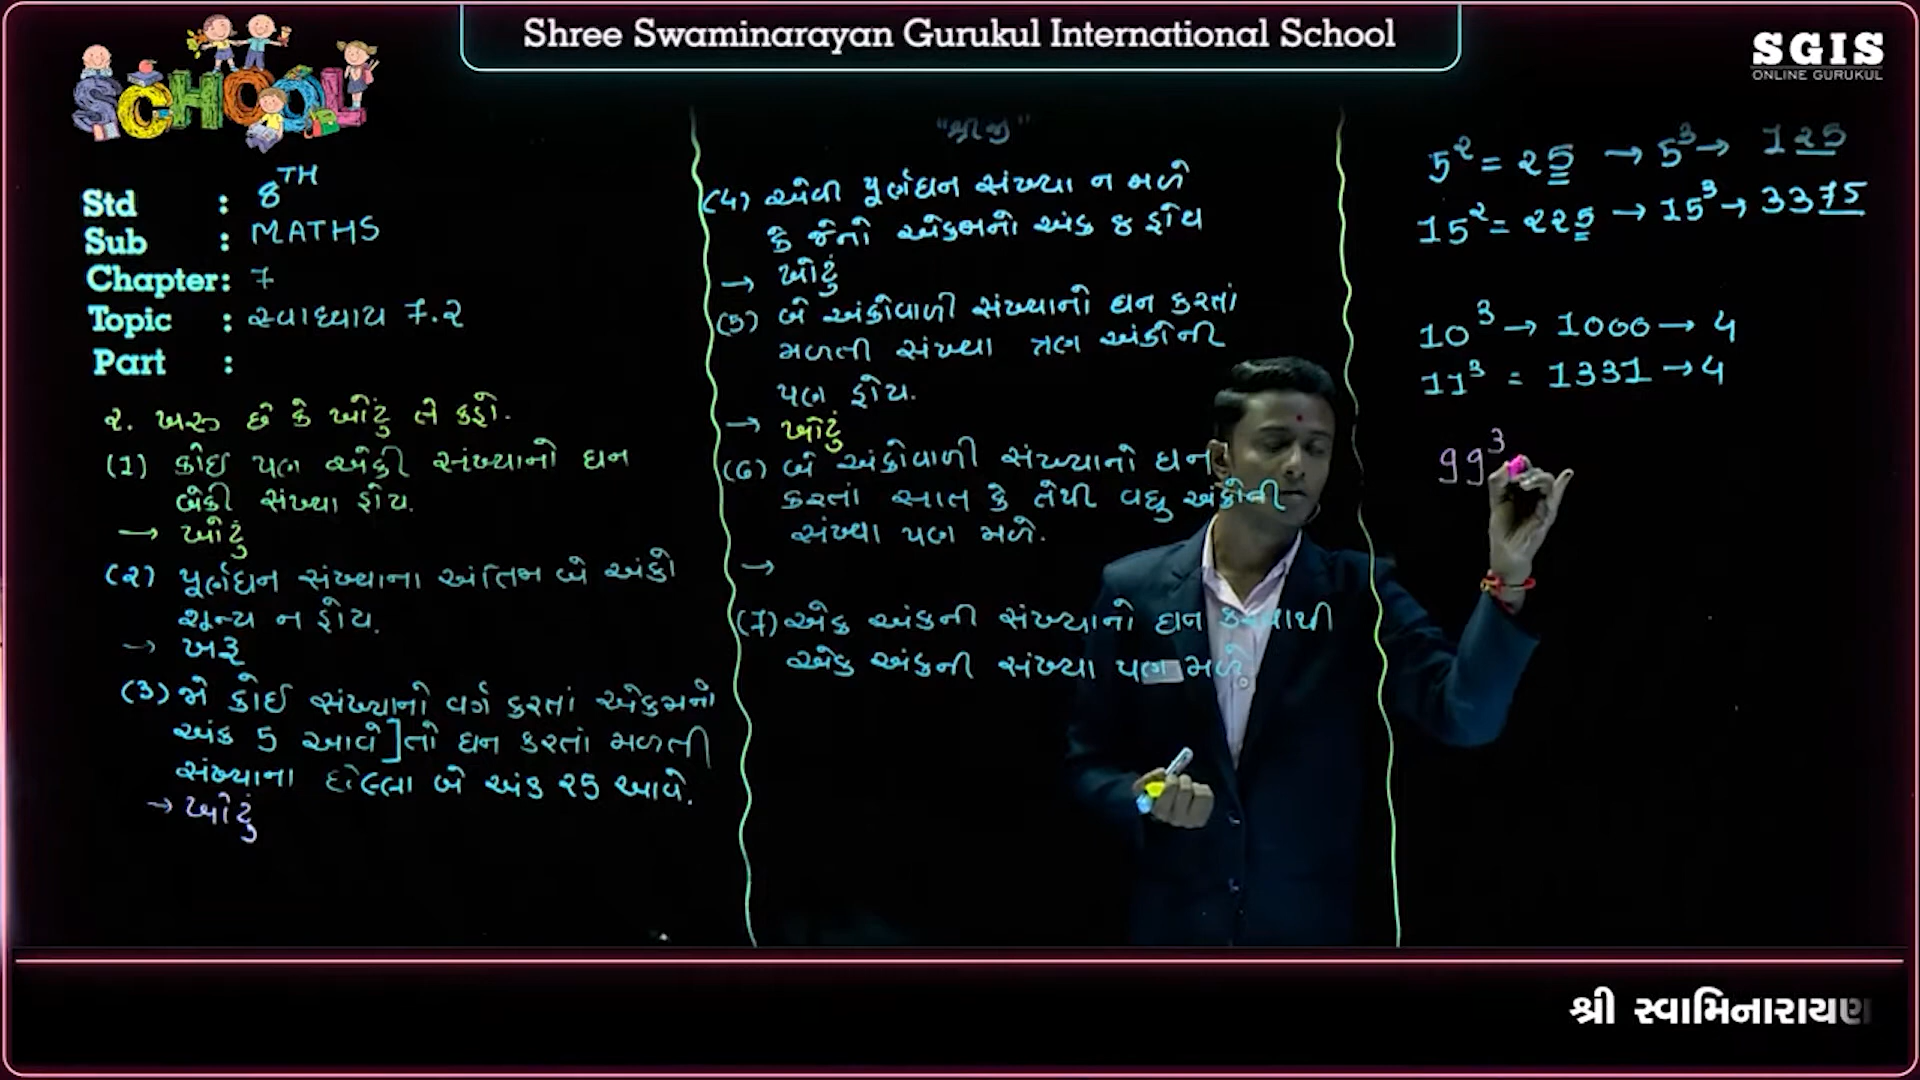 Shree Swaminarayan Gurukul International School
SGIS
ONLINE GURUKUL
SCHOOL
Std : 8TH
Sub : MATHS
Chapter: 7
Topic : સ્વાધ્યાય 7.2
Part :
૨. ખરુ છે કે ખોટું તે કહો.
(1) કોઈ પણ એકી સંખ્યાનો ઘન
બેકી સંખ્યા હોય.
→ ખોટું
(૨) પૂર્ણઘન સંખ્યાના અંતિમ બે અંકો
શૂન્ય ન હોય.
→ ખરૂ
(3) જો કોઈ સંખ્યાનો વર્ગ કરતાં એકમનો
અંક 5 આવે] તો ઘન કરતાં મળતી
સંખ્યાના છેલ્લા બે અંક ૨5 આવે.
→ ખોટું
"શ્રીજી"
(4) એવી પૂર્ણઘન સંખ્યા ન મળે
કે જેનો એકમનો અંક 8 હોય
→ ખોટું
(5) બે અંકોવાળી સંખ્યાનો ઘન કરતાં
મળતી સંખ્યા ત્રણ અંકોની
પણ હોય.
→ ખોટું
(6) બે અંકોવાળી સંખ્યાનો ઘન
કરતાં સાત કે તેથી વધુ અંકોની
સંખ્યા પણ મળે.
→
(7) એક અંકની સંખ્યાનો ઘન કરવાથી
એક અંકની સંખ્યા પણ મળે
5² = ૨5 → 5³ → 1૨5
15² = ૨૨5 → 15³ → 3375
10³ → 1000 → 4
11³ = 1331 → 4
99³
શ્રી સ્વામિનારાયણ